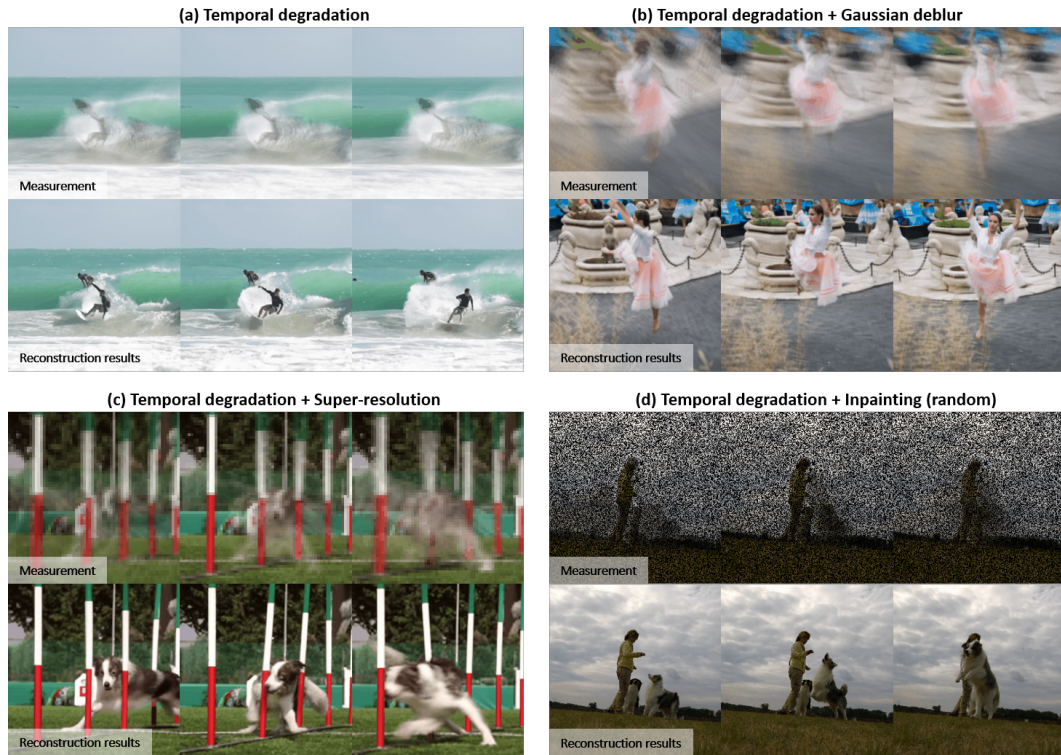 (a) Temporal degradation
(b) Temporal degradation + Gaussian deblur
Measurement
Measurement
Reconstruction results
Reconstruction results
(c) Temporal degradation + Super-resolution
(d) Temporal degradation + Inpainting (random)
Measurement
Measurement
Reconstruction results
Reconstruction results